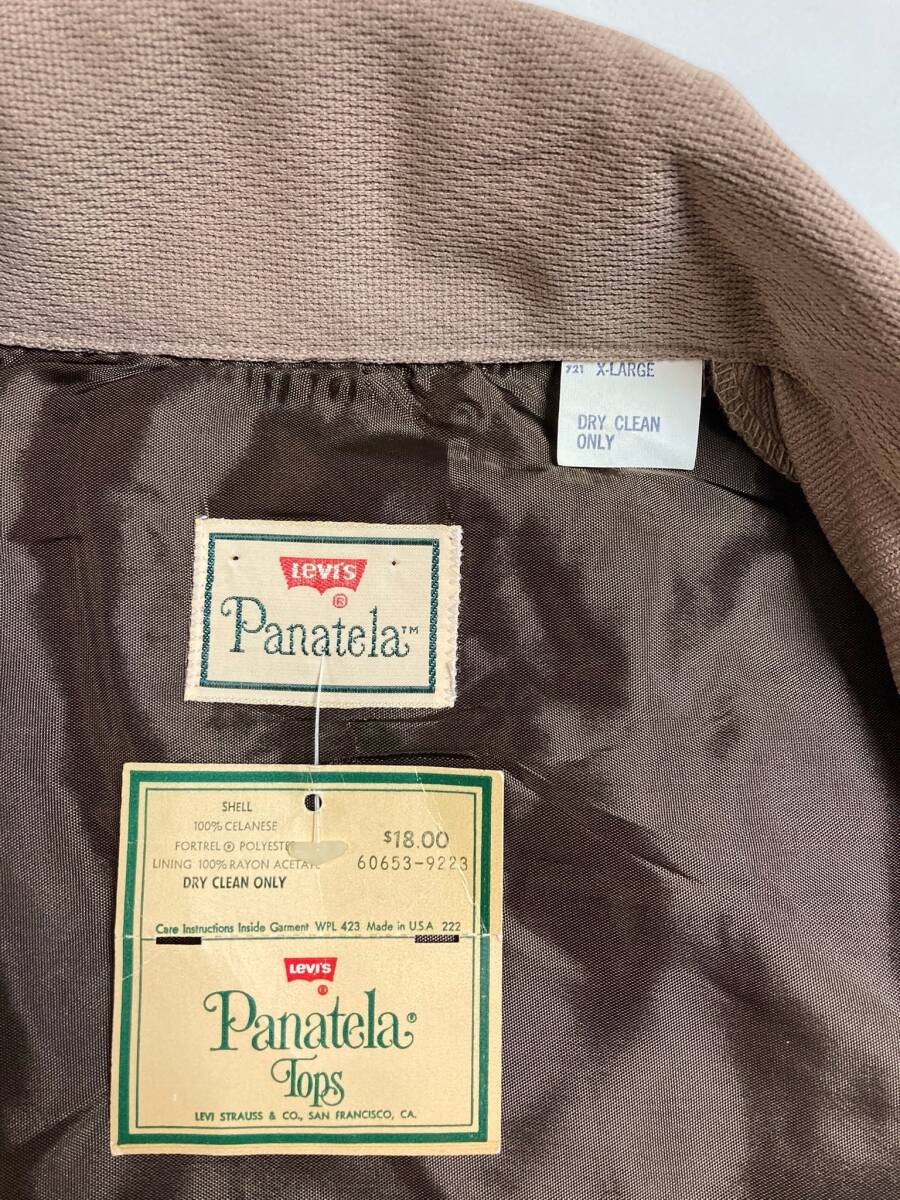 721 X-LARGE
DRY CLEAN
ONLY
Levi's
®
Panatela™
SHELL
100% CELANESE
FORTREL ® POLYESTER
LINING 100% RAYON ACETATE
DRY CLEAN ONLY
$18.00
60653-9223
Care Instructions Inside Garment WPL 423 Made in U.S.A. 222
Levi's
®
Panatela®
Tops
LEVI STRAUSS & CO., SAN FRANCISCO, CA.